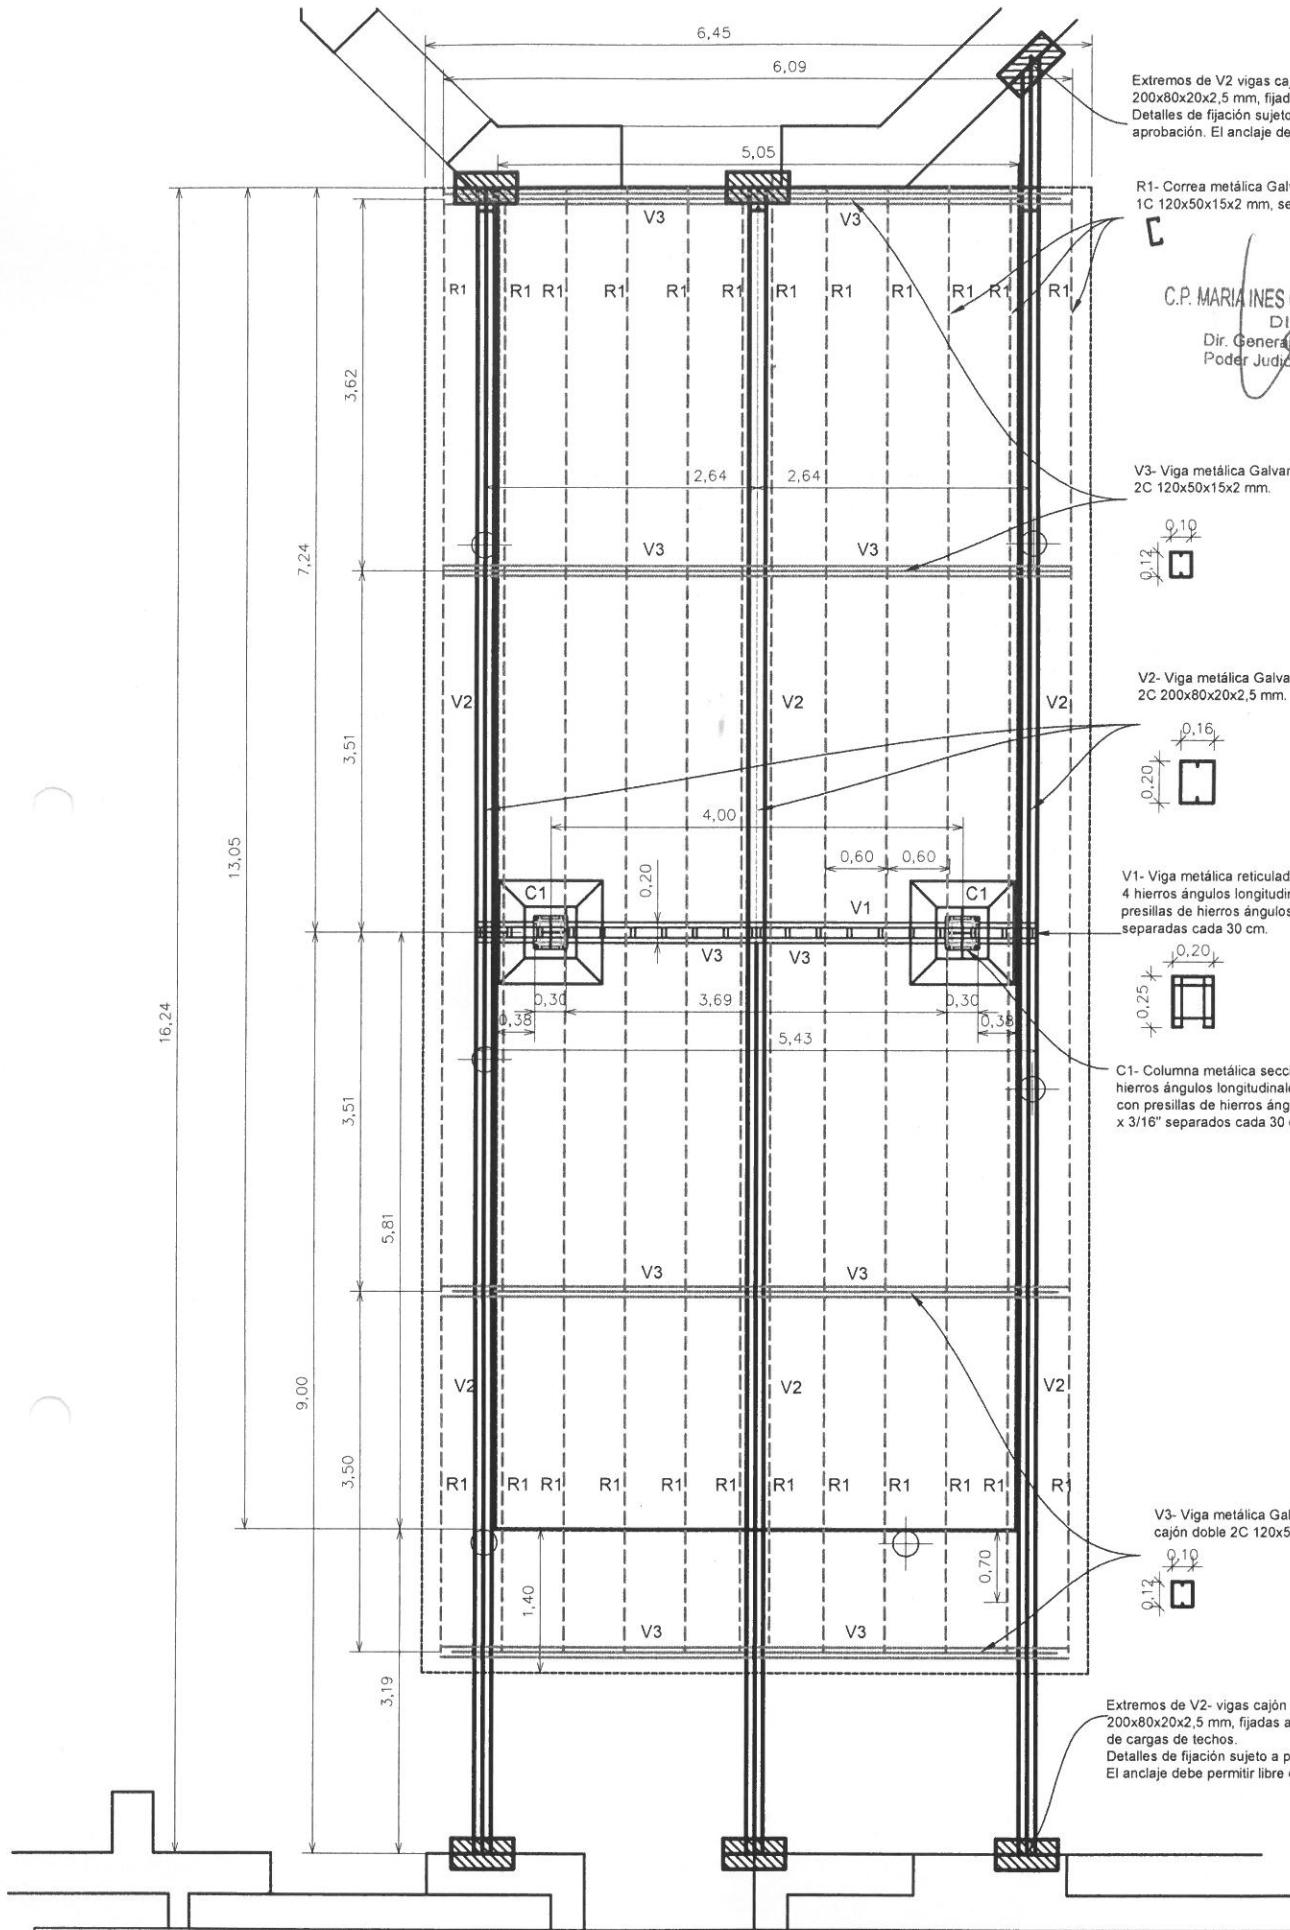 6,45
6,09
5,05
Extremos de V2 vigas ca
200x80x20x2,5 mm, fijad
Detalles de fijación sujeto
aprobación. El anclaje de
R1- Correa metálica Galv
1C 120x50x15x2 mm, se
C.P. MARIA INES
DI
Dir. General
Poder Judic
V3 V3
R1 R1 R1 R1 R1 R1 R1 R1 R1 R1 R1 R1
3,62
2,64 2,64
V3- Viga metálica Galvan
2C 120x50x15x2 mm.
0,10
0,12
7,24
V3 V3
V2 V2 V2
V2- Viga metálica Galva
2C 200x80x20x2,5 mm.
0,16
0,20
3,51
13,05
4,00
0,60 0,60
0,20
C1 C1
V1
V3 V3
V1- Viga metálica reticulad
4 hierros ángulos longitudin
presillas de hierros ángulos
separadas cada 30 cm.
0,20
0,25
0,30 3,69 0,30
0,38 0,38
5,43
16,24
C1- Columna metálica secci
hierros ángulos longitudinale
con presillas de hierros áng
x 3/16" separados cada 30
3,51
5,81
V3 V3
9,00
V2 V2 V2
3,50
R1 R1 R1 R1 R1 R1 R1 R1 R1 R1 R1 R1
V3- Viga metálica Gal
cajón doble 2C 120x5
0,10
0,12
1,40
0,70
V3 V3
3,19
Extremos de V2- vigas cajón
200x80x20x2,5 mm, fijadas a
de cargas de techos.
Detalles de fijación sujeto a p
El anclaje debe permitir libre